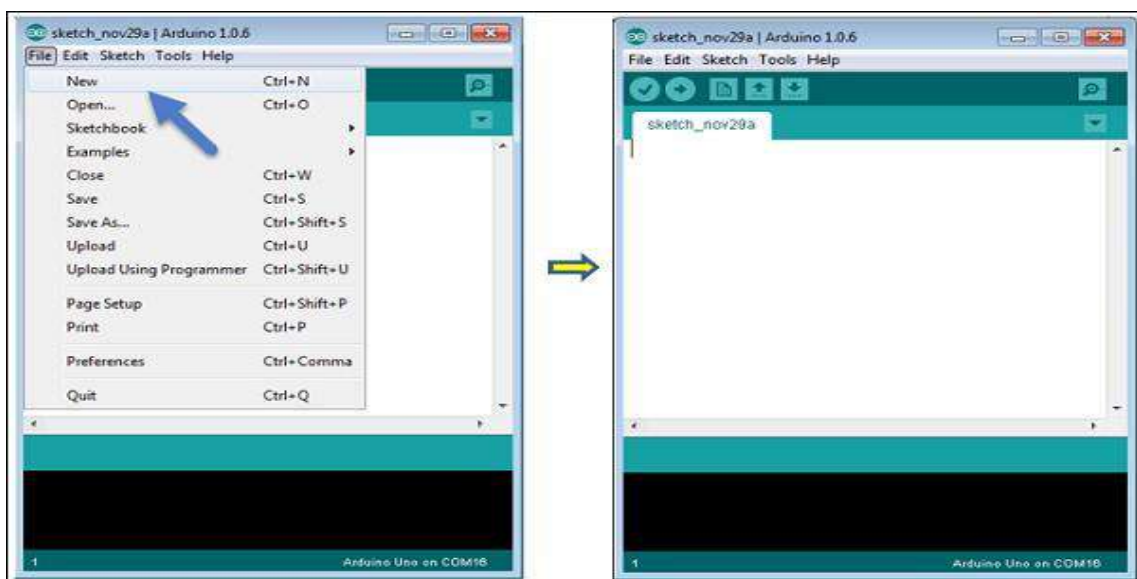 sketch_nov29a | Arduino 1.0.6
File Edit Sketch Tools Help
New Ctrl+N
Open... Ctrl+O
Sketchbook
Examples
Close Ctrl+W
Save Ctrl+S
Save As... Ctrl+Shift+S
Upload Ctrl+U
Upload Using Programmer Ctrl+Shift+U
Page Setup Ctrl+Shift+P
Print Ctrl+P
Preferences Ctrl+Comma
Quit Ctrl+Q
1 Arduino Uno on COM16
sketch_nov29a | Arduino 1.0.6
File Edit Sketch Tools Help
sketch_nov29a
1 Arduino Uno on COM16